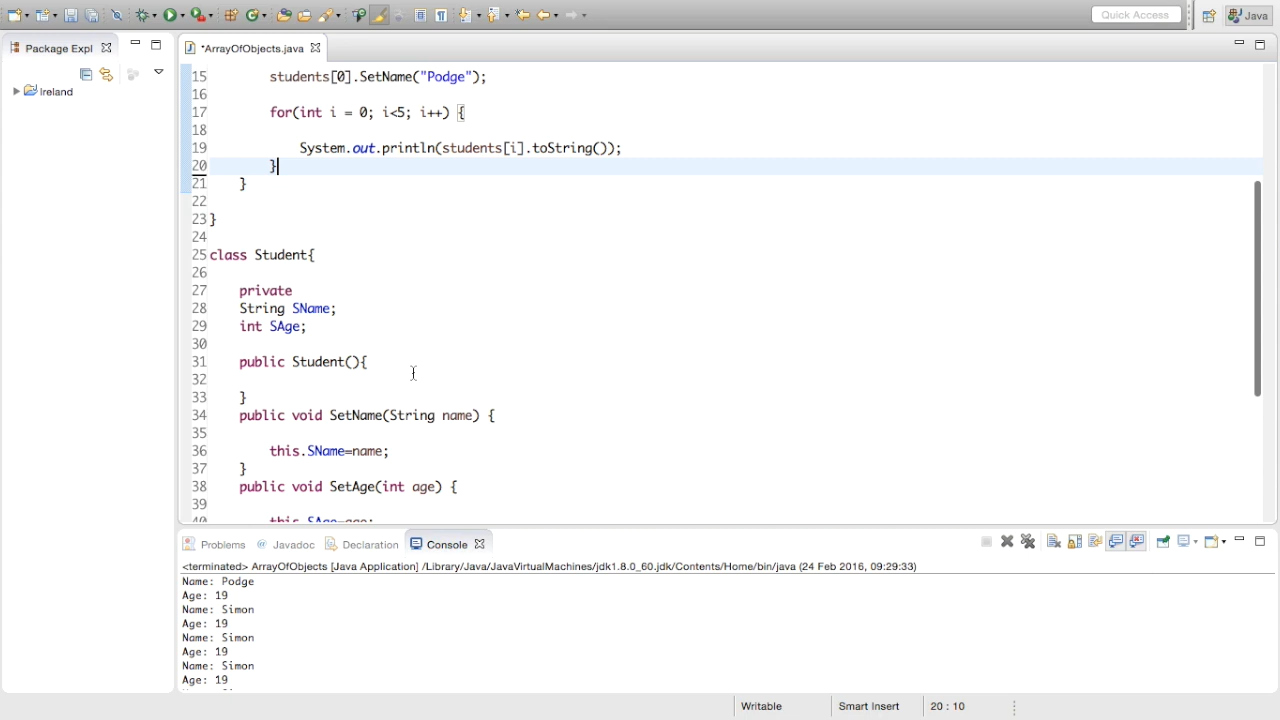 Quick Access
Java
Package Expl
*ArrayOfObjects.java
Ireland
15 students[0].SetName("Podge");
16
17 for(int i = 0; i<5; i++) {
18
19 System.out.println(students[i].toString());
20 }
21 }
22
23 }
24
25 class Student{
26
27 private
28 String SName;
29 int SAge;
30
31 public Student(){
32
33 }
34 public void SetName(String name) {
35
36 this.SName=name;
37 }
38 public void SetAge(int age) {
39
40 this.SAge=age;
Problems Javadoc Declaration Console
<terminated> ArrayOfObjects [Java Application] /Library/Java/JavaVirtualMachines/jdk1.8.0_60.jdk/Contents/Home/bin/java (24 Feb 2016, 09:29:33)
Name: Podge
Age: 19
Name: Simon
Age: 19
Name: Simon
Age: 19
Name: Simon
Age: 19
Writable Smart Insert 20 : 10